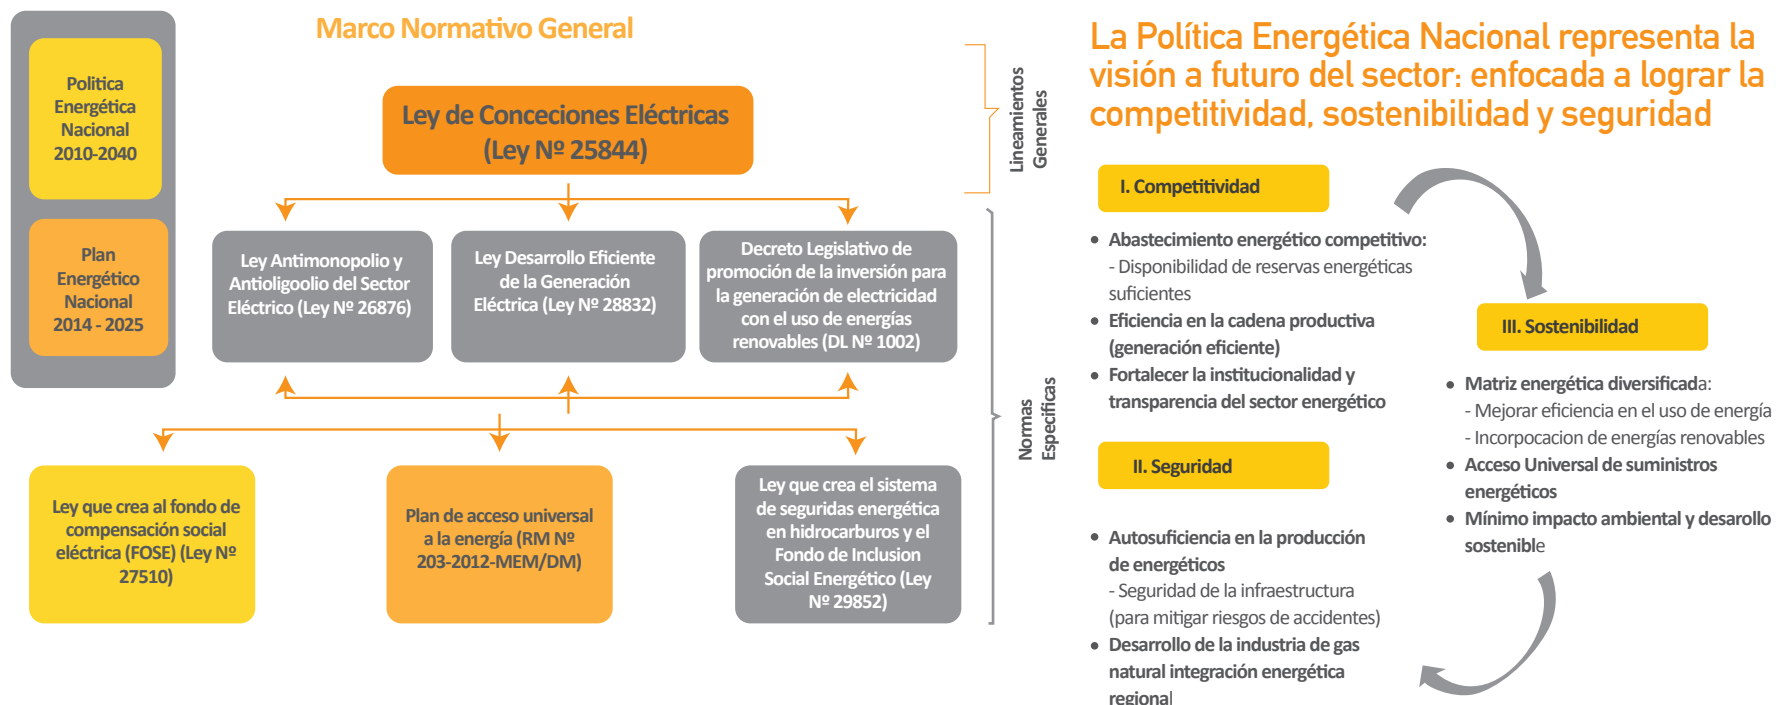 Marco Normativo General
Politica
Energética
Nacional
2010-2040
Plan
Energético
Nacional
2014 - 2025
Ley de Conceciones Eléctricas
(Ley Nº 25844)
Ley Antimonopolio y
Antioligoolio del Sector
Eléctrico (Ley Nº 26876)
Ley Desarrollo Eficiente
de la Generación
Eléctrica (Ley Nº 28832)
Decreto Legislativo de
promoción de la inversión para
la generación de electricidad
con el uso de energías
renovables (DL Nº 1002)
Ley que crea al fondo de
compensación social
eléctrica (FOSE) (Ley Nº
27510)
Plan de acceso universal
a la energía (RM Nº
203-2012-MEM/DM)
Ley que crea el sistema
de seguridas energética
en hidrocarburos y el
Fondo de Inclusion
Social Energético (Ley
Nº 29852)
Lineamientos
Generales
Normas
Especificas
La Política Energética Nacional representa la
visión a futuro del sector: enfocada a lograr la
competitividad, sostenibilidad y seguridad
I. Competitividad
• Abastecimiento energético competitivo:
- Disponibilidad de reservas energéticas
suficientes
• Eficiencia en la cadena productiva
(generación eficiente)
• Fortalecer la institucionalidad y
transparencia del sector energético
II. Seguridad
• Autosuficiencia en la producción
de energéticos
- Seguridad de la infraestructura
(para mitigar riesgos de accidentes)
• Desarrollo de la industria de gas
natural integración energética
regional
III. Sostenibilidad
• Matriz energética diversificada:
- Mejorar eficiencia en el uso de energía
- Incorpocacion de energías renovables
• Acceso Universal de suministros
energéticos
• Mínimo impacto ambiental y desarollo
sostenible